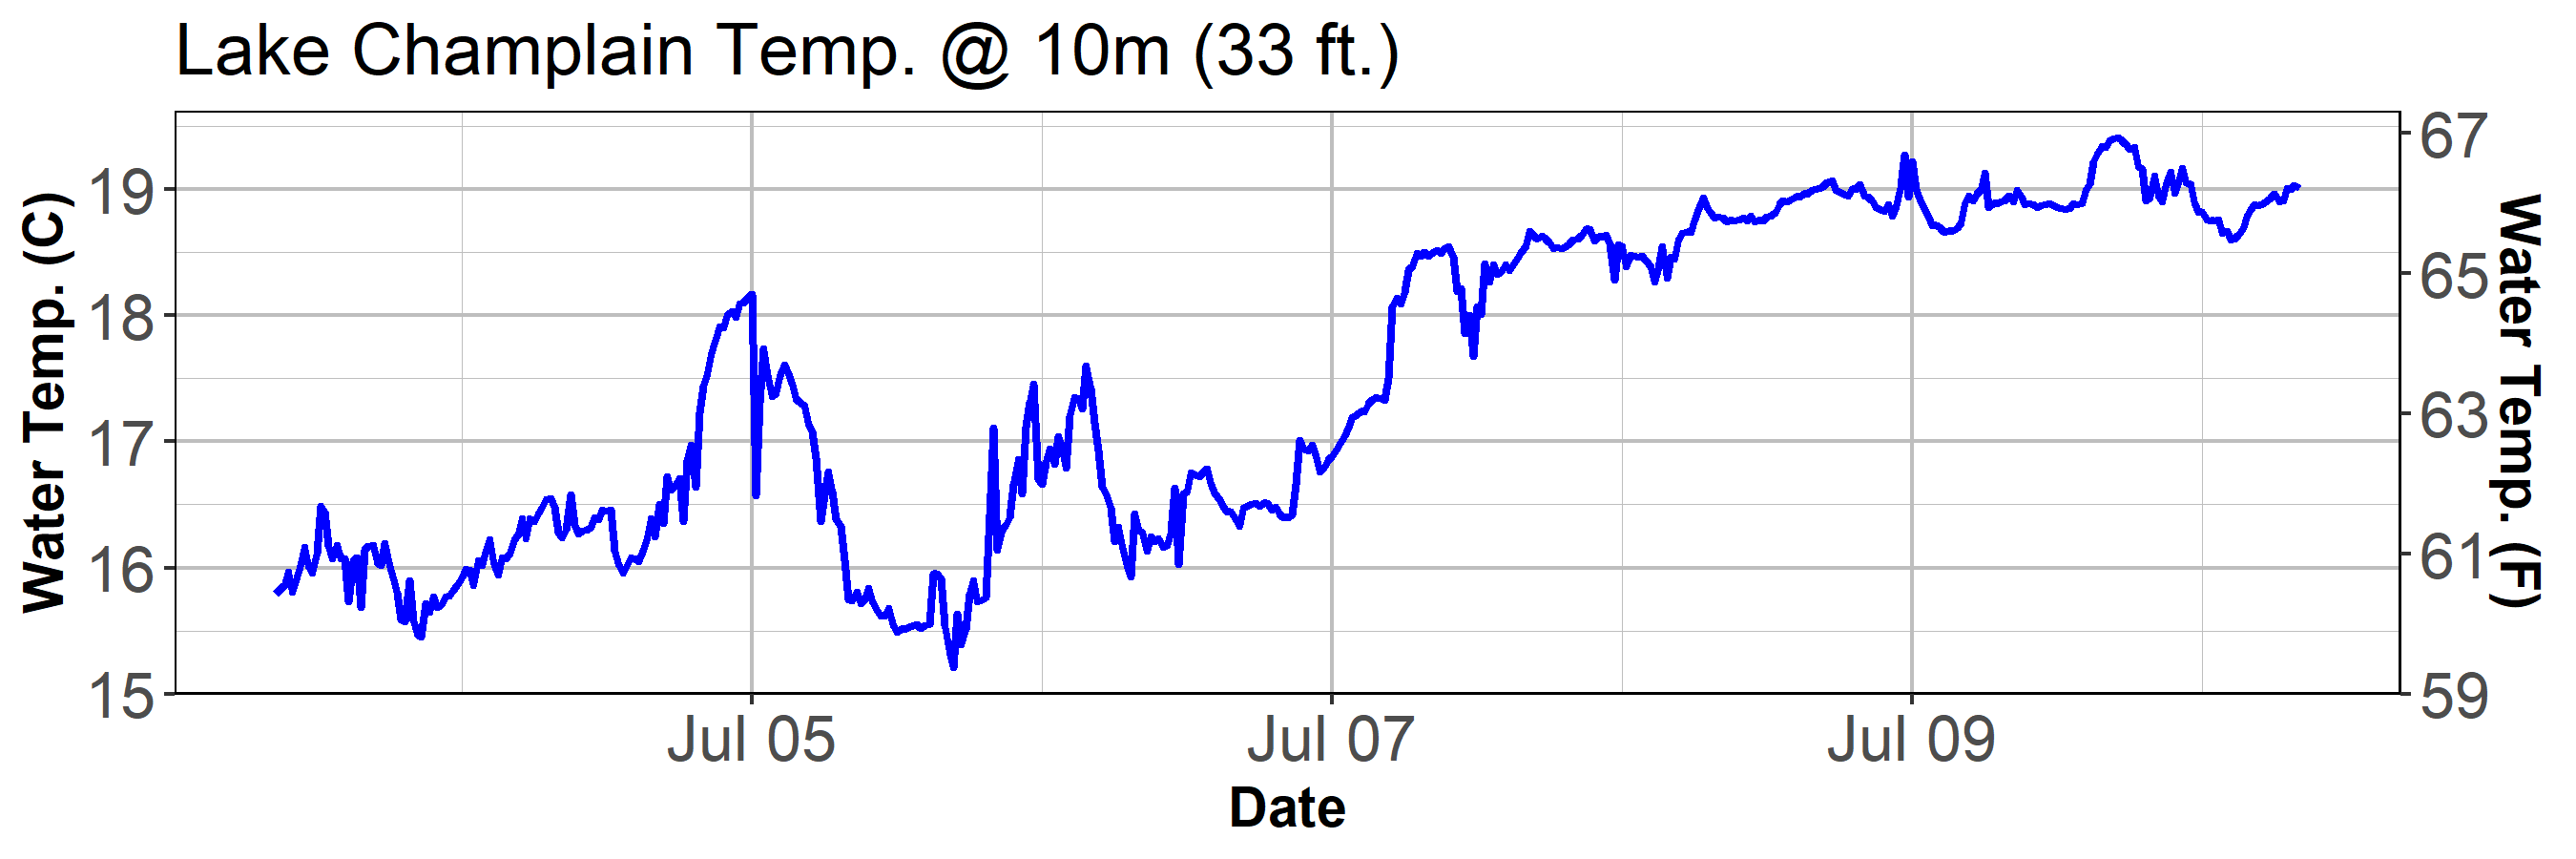 Lake Champlain Temp. @ 10m (33 ft.)
Water Temp. (C)
19
18
17
16
15
67
65
63
61
59
Water Temp. (F)
Jul 05 Jul 07 Jul 09
Date